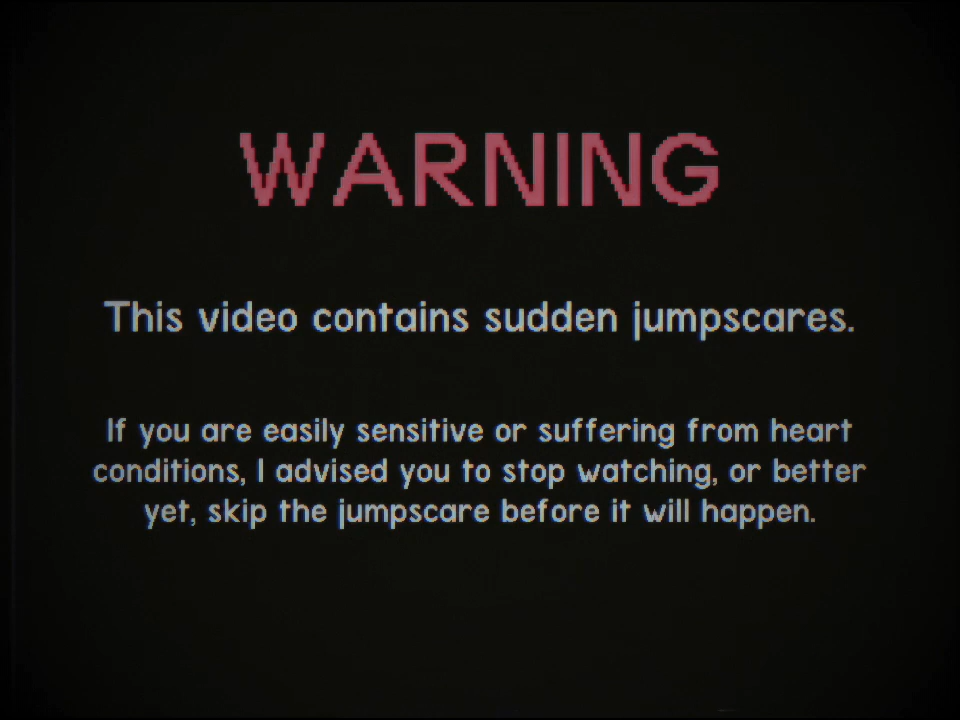 WARNING
This video contains sudden jumpscares.
If you are easily sensitive or suffering from heart
conditions, I advised you to stop watching, or better
yet, skip the jumpscare before it will happen.